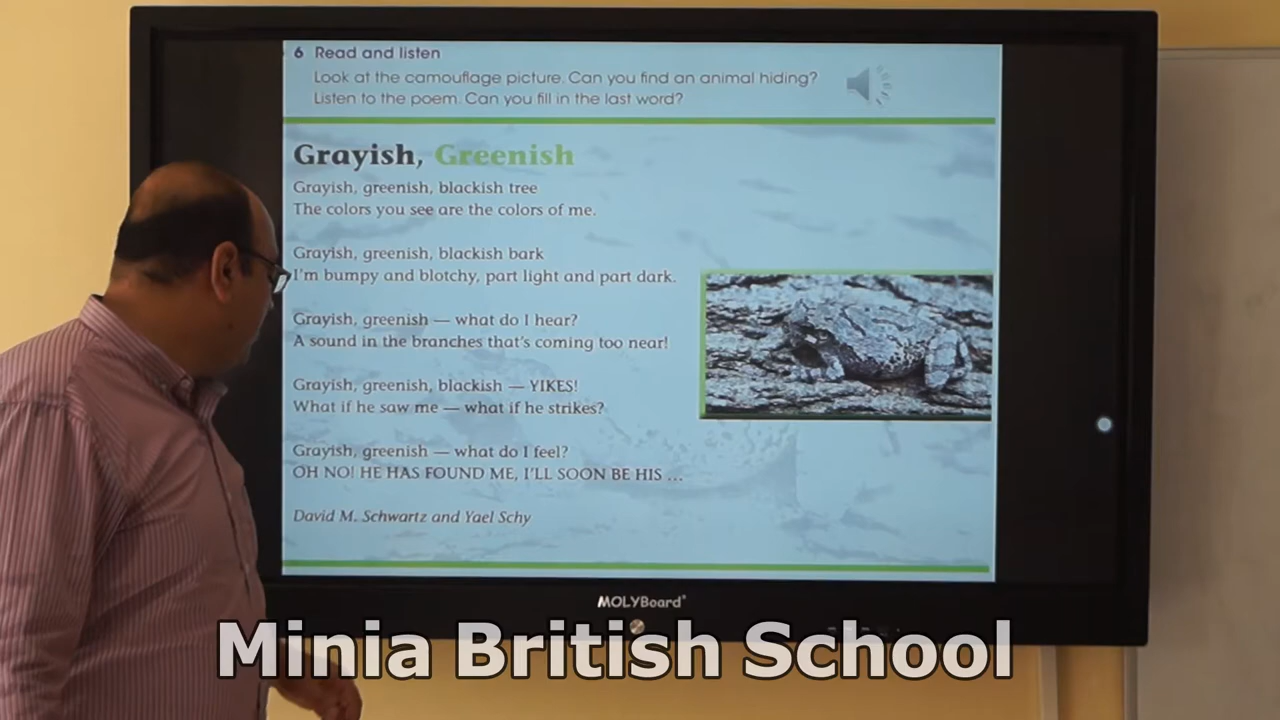 6 Read and listen
Look at the camouflage picture. Can you find an animal hiding?
Listen to the poem. Can you fill in the last word?
Grayish, Greenish
Grayish, greenish, blackish tree
The colors you see are the colors of me.
Grayish, greenish, blackish bark
I'm bumpy and blotchy, part light and part dark.
Grayish, greenish — what do I hear?
A sound in the branches that's coming too near!
Grayish, greenish, blackish — YIKES!
What if he saw me — what if he strikes?
Grayish, greenish — what do I feel?
OH NO! HE HAS FOUND ME, I'LL SOON BE HIS ...
David M. Schwartz and Yael Schy
MOLYBoard
Minia British School